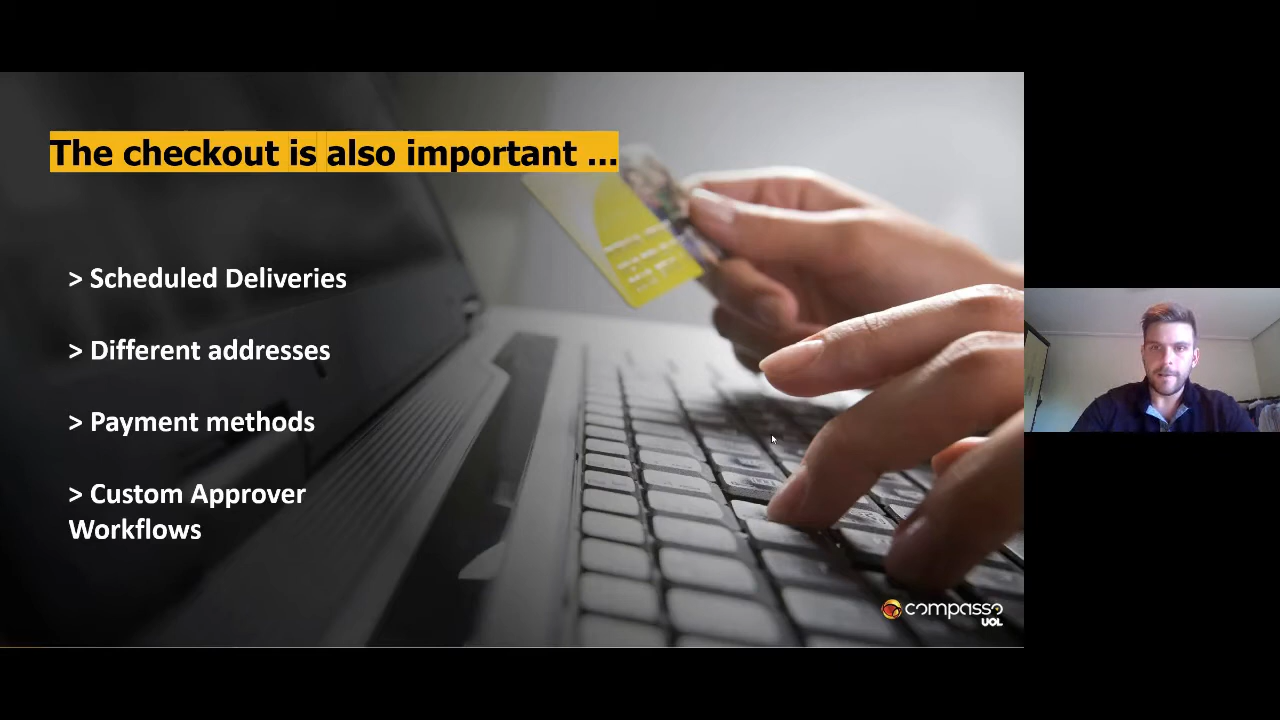 The checkout is also important ...
> Scheduled Deliveries
> Different addresses
> Payment methods
> Custom Approver
Workflows
compasso
UOL